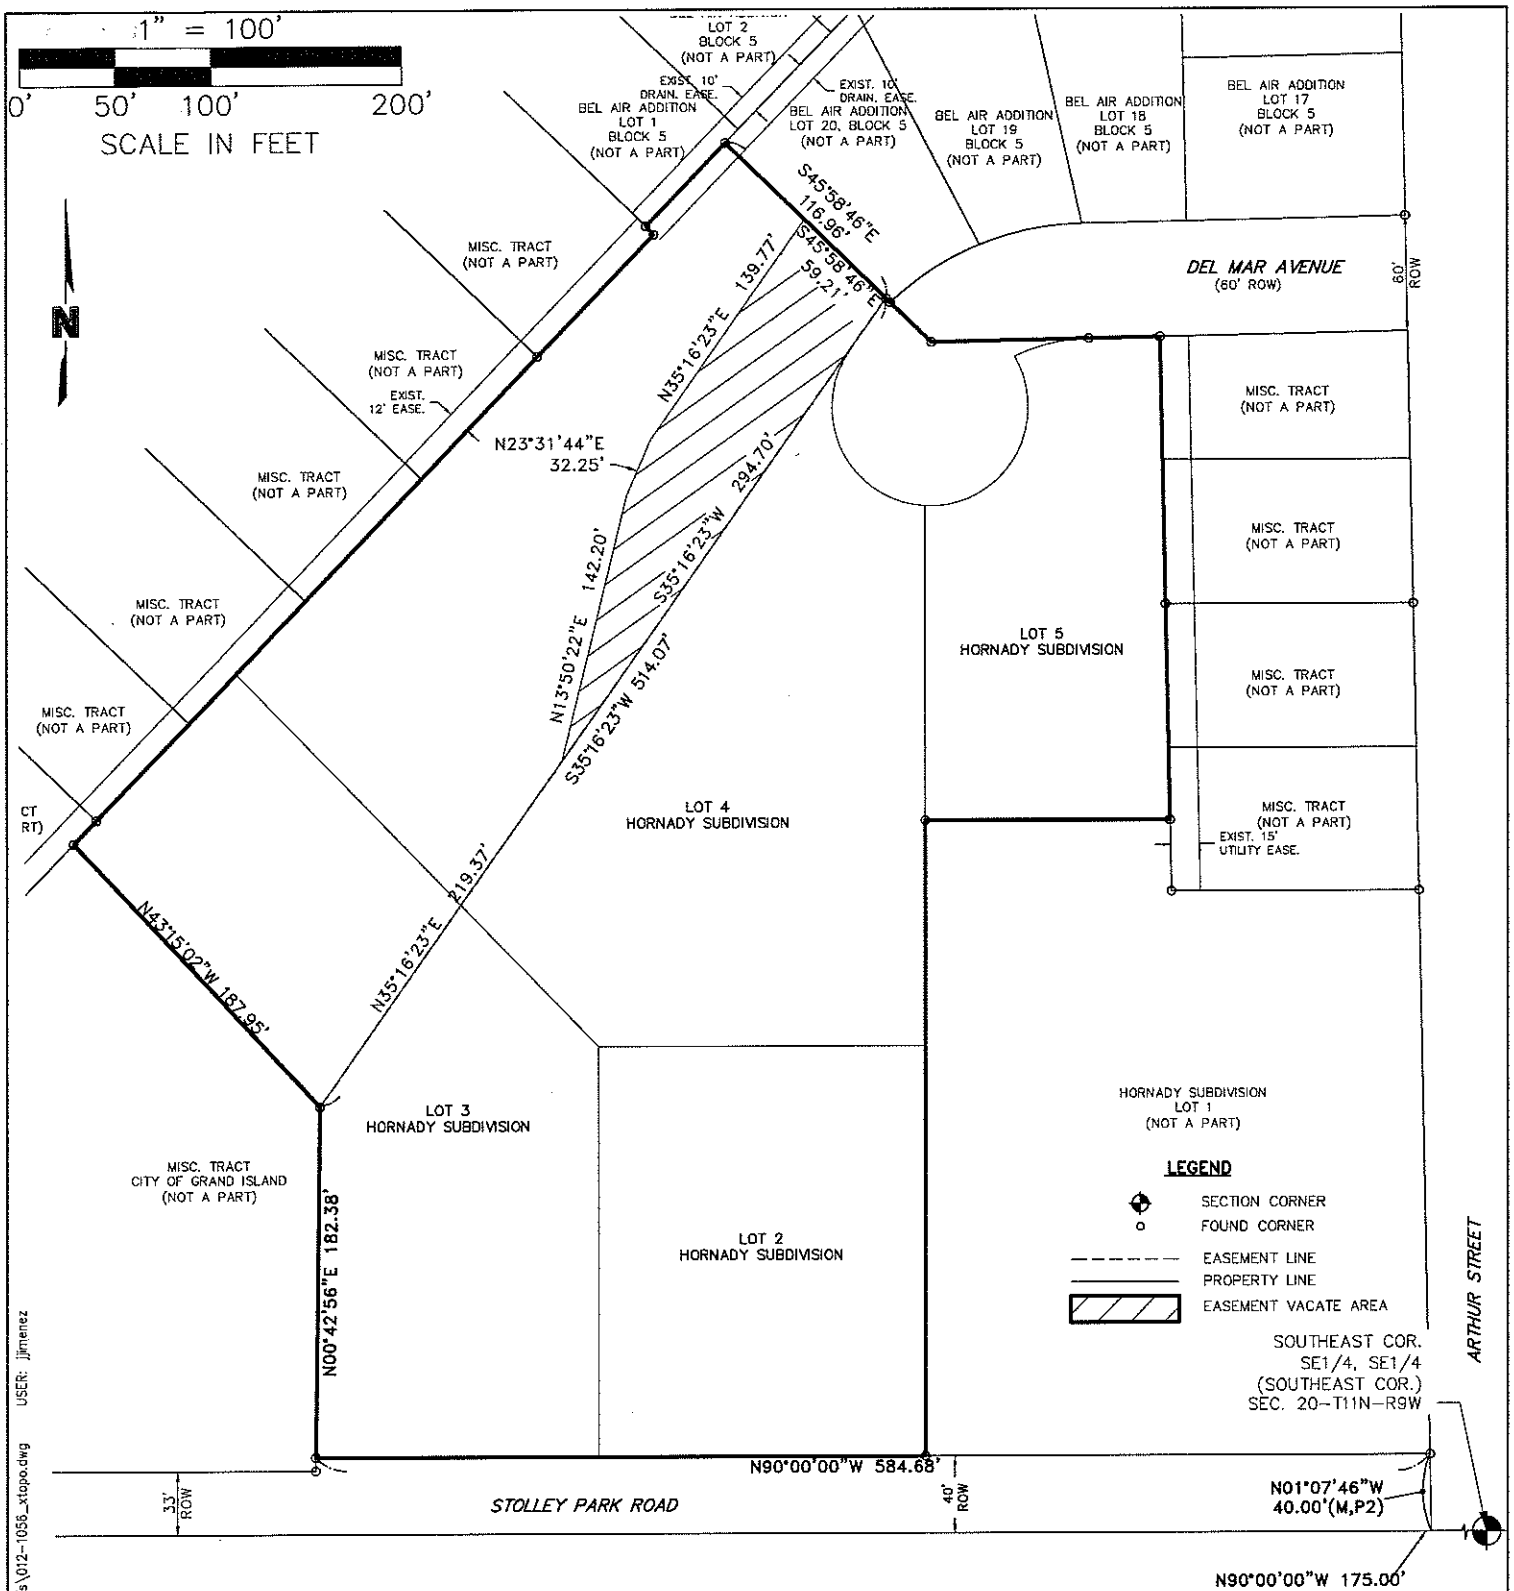 1" = 100'
0' 50' 100' 200'
SCALE IN FEET
N
LOT 2
BLOCK 5
(NOT A PART)
EXIST. 10'
DRAIN. EASE.
BEL AIR ADDITION
LOT 1
BLOCK 5
(NOT A PART)
EXIST. 10'
DRAIN. EASE.
BEL AIR ADDITION
LOT 20, BLOCK 5
(NOT A PART)
BEL AIR ADDITION
LOT 19
BLOCK 5
(NOT A PART)
BEL AIR ADDITION
LOT 18
BLOCK 5
(NOT A PART)
BEL AIR ADDITION
LOT 17
BLOCK 5
(NOT A PART)
S45°58'46"E
116.96'
S45°58'46"E
59.21'
DEL MAR AVENUE
(60' ROW)
60'
ROW
MISC. TRACT
(NOT A PART)
MISC. TRACT
(NOT A PART)
EXIST.
12' EASE.
MISC. TRACT
(NOT A PART)
MISC. TRACT
(NOT A PART)
MISC. TRACT
(NOT A PART)
CT
RT)
N35°16'23"E 139.77'
N23°31'44"E
32.25'
N13°50'22"E 142.20'
S35°16'23"W 294.70'
S35°16'23"W 514.07'
N35°16'23"E 219.37'
MISC. TRACT
(NOT A PART)
MISC. TRACT
(NOT A PART)
MISC. TRACT
(NOT A PART)
MISC. TRACT
(NOT A PART)
EXIST. 15'
UTILITY EASE.
LOT 5
HORNADY SUBDIVISION
LOT 4
HORNADY SUBDIVISION
N43°15'02"W 187.95'
LOT 3
HORNADY SUBDIVISION
MISC. TRACT
CITY OF GRAND ISLAND
(NOT A PART)
N00°42'56"E 182.38'
LOT 2
HORNADY SUBDIVISION
HORNADY SUBDIVISION
LOT 1
(NOT A PART)
LEGEND
SECTION CORNER
FOUND CORNER
EASEMENT LINE
PROPERTY LINE
EASEMENT VACATE AREA
SOUTHEAST COR.
SE1/4, SE1/4
(SOUTHEAST COR.)
SEC. 20-T11N-R9W
ARTHUR STREET
N90°00'00"W 584.68'
33'
ROW
STOLLEY PARK ROAD
40'
ROW
N01°07'46"W
40.00'(M,P2)
N90°00'00"W 175.00'
s\012-1056_xtopo.dwg USER: jjimenez